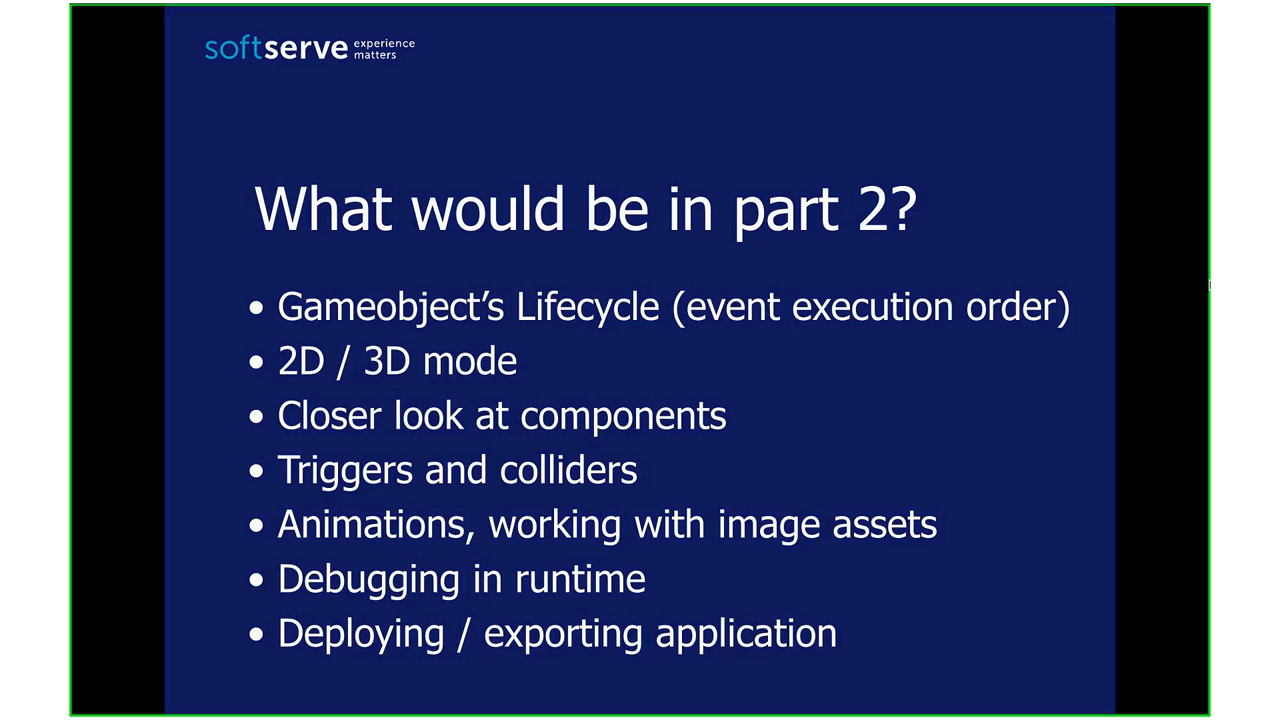 softserve experience
matters
What would be in part 2?
• Gameobject’s Lifecycle (event execution order)
• 2D / 3D mode
• Closer look at components
• Triggers and colliders
• Animations, working with image assets
• Debugging in runtime
• Deploying / exporting application